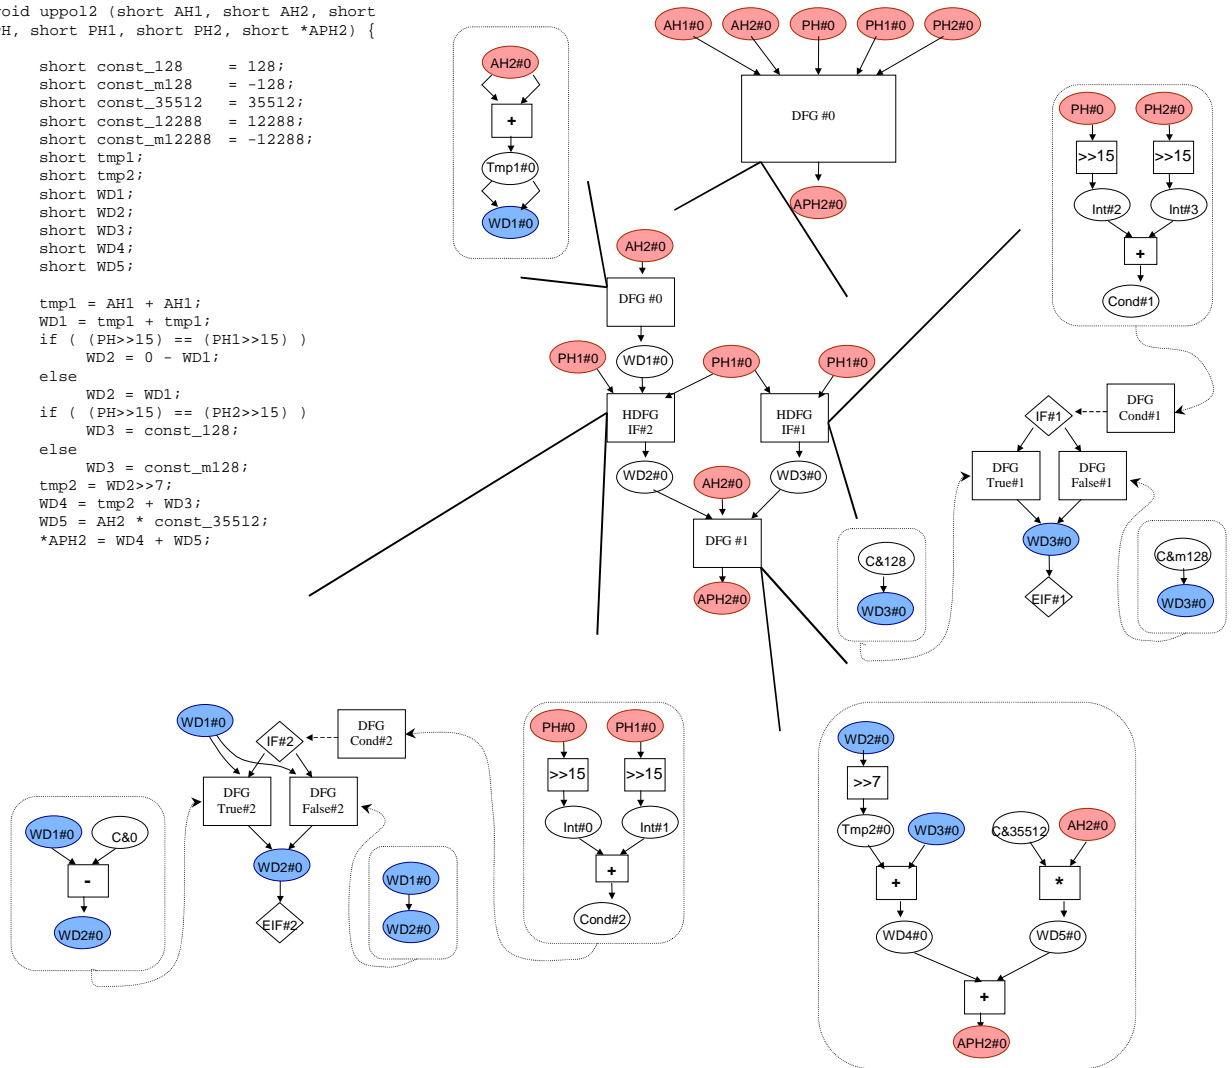 void uppol2 (short AH1, short AH2, short
PH, short PH1, short PH2, short *APH2) {
short const_128 = 128;
short const_m128 = -128;
short const_35512 = 35512;
short const_12288 = 12288;
short const_m12288 = -12288;
short tmp1;
short tmp2;
short WD1;
short WD2;
short WD3;
short WD4;
short WD5;
tmp1 = AH1 + AH1;
WD1 = tmp1 + tmp1;
if ( (PH>>15) == (PH1>>15) )
WD2 = 0 - WD1;
else
WD2 = WD1;
if ( (PH>>15) == (PH2>>15) )
WD3 = const_128;
else
WD3 = const_m128;
tmp2 = WD2>>7;
WD4 = tmp2 + WD3;
WD5 = AH2 * const_35512;
*APH2 = WD4 + WD5;
AH2#0
+
Tmp1#0
WD1#0
AH1#0 AH2#0 PH#0 PH1#0 PH2#0
DFG #0
APH2#0
PH#0 PH2#0
>>15 >>15
Int#2 Int#3
+
Cond#1
AH2#0
DFG #0
WD1#0
PH1#0 PH1#0 PH1#0
HDFG
IF#2
HDFG
IF#1
WD2#0 WD3#0
AH2#0
DFG #1
APH2#0
IF#1
DFG
Cond#1
DFG
True#1
DFG
False#1
WD3#0
EIF#1
C&128
WD3#0
C&m128
WD3#0
WD1#0
IF#2
DFG
Cond#2
DFG
True#2
DFG
False#2
WD2#0
EIF#2
WD1#0 C&0
-
WD2#0
WD1#0
WD2#0
PH#0 PH1#0
>>15 >>15
Int#0 Int#1
+
Cond#2
WD2#0
>>7
Tmp2#0 WD3#0 C&35512 AH2#0
+ *
WD4#0 WD5#0
+
APH2#0